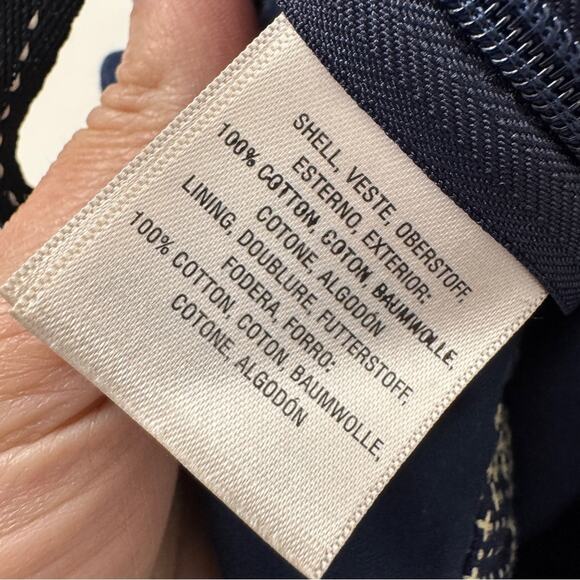 SHELL, VESTE, OBERSTOFF,
ESTERNO, EXTERIOR:
100% COTTON, COTON, BAUMWOLLE,
COTONE, ALGODÓN
LINING, DOUBLURE, FUTTERSTOFF,
FODERA, FORRO:
100% COTTON, COTON, BAUMWOLLE,
COTONE, ALGODÓN